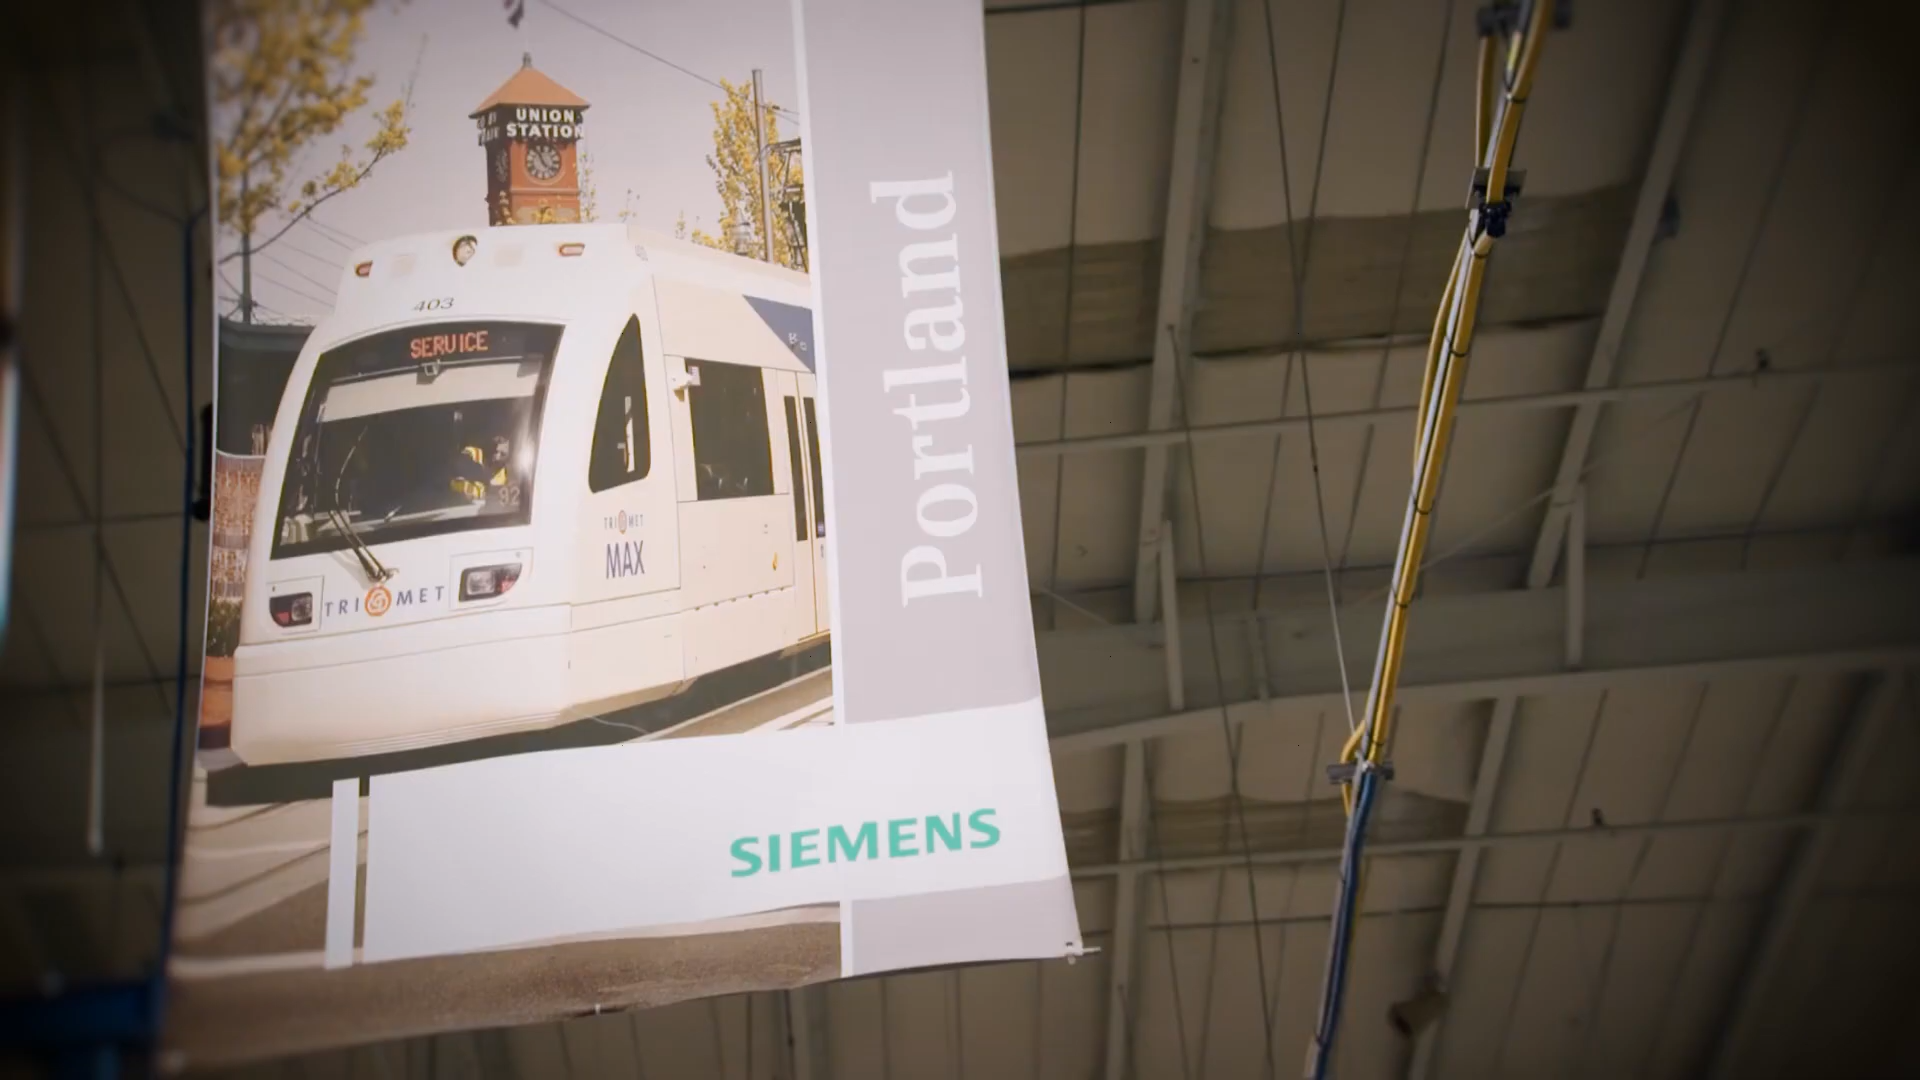 UNION
STATION
403
SERVICE
92
TRI MET
MAX
TRI MET
Portland
SIEMENS